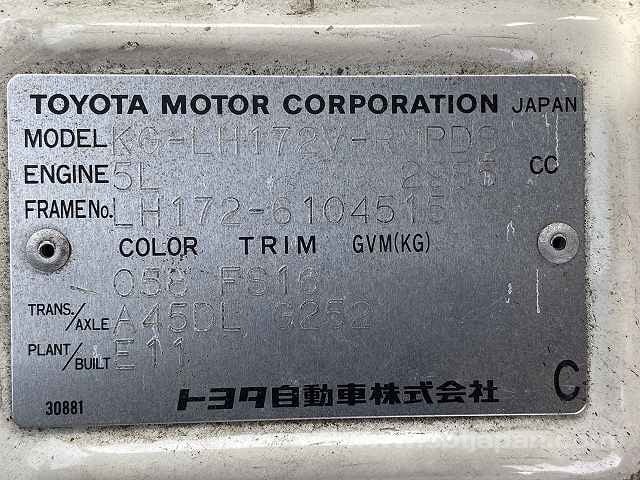 TOYOTA MOTOR CORPORATION JAPAN
MODEL KG-LH172V-RNPDS
ENGINE 5L 2985 CC
FRAME No. LH172-6104515
COLOR TRIM GVM(KG)
058 FS16
TRANS./AXLE A45DL G252
PLANT/BUILT E11
C
30881 トヨタ自動車株式会社